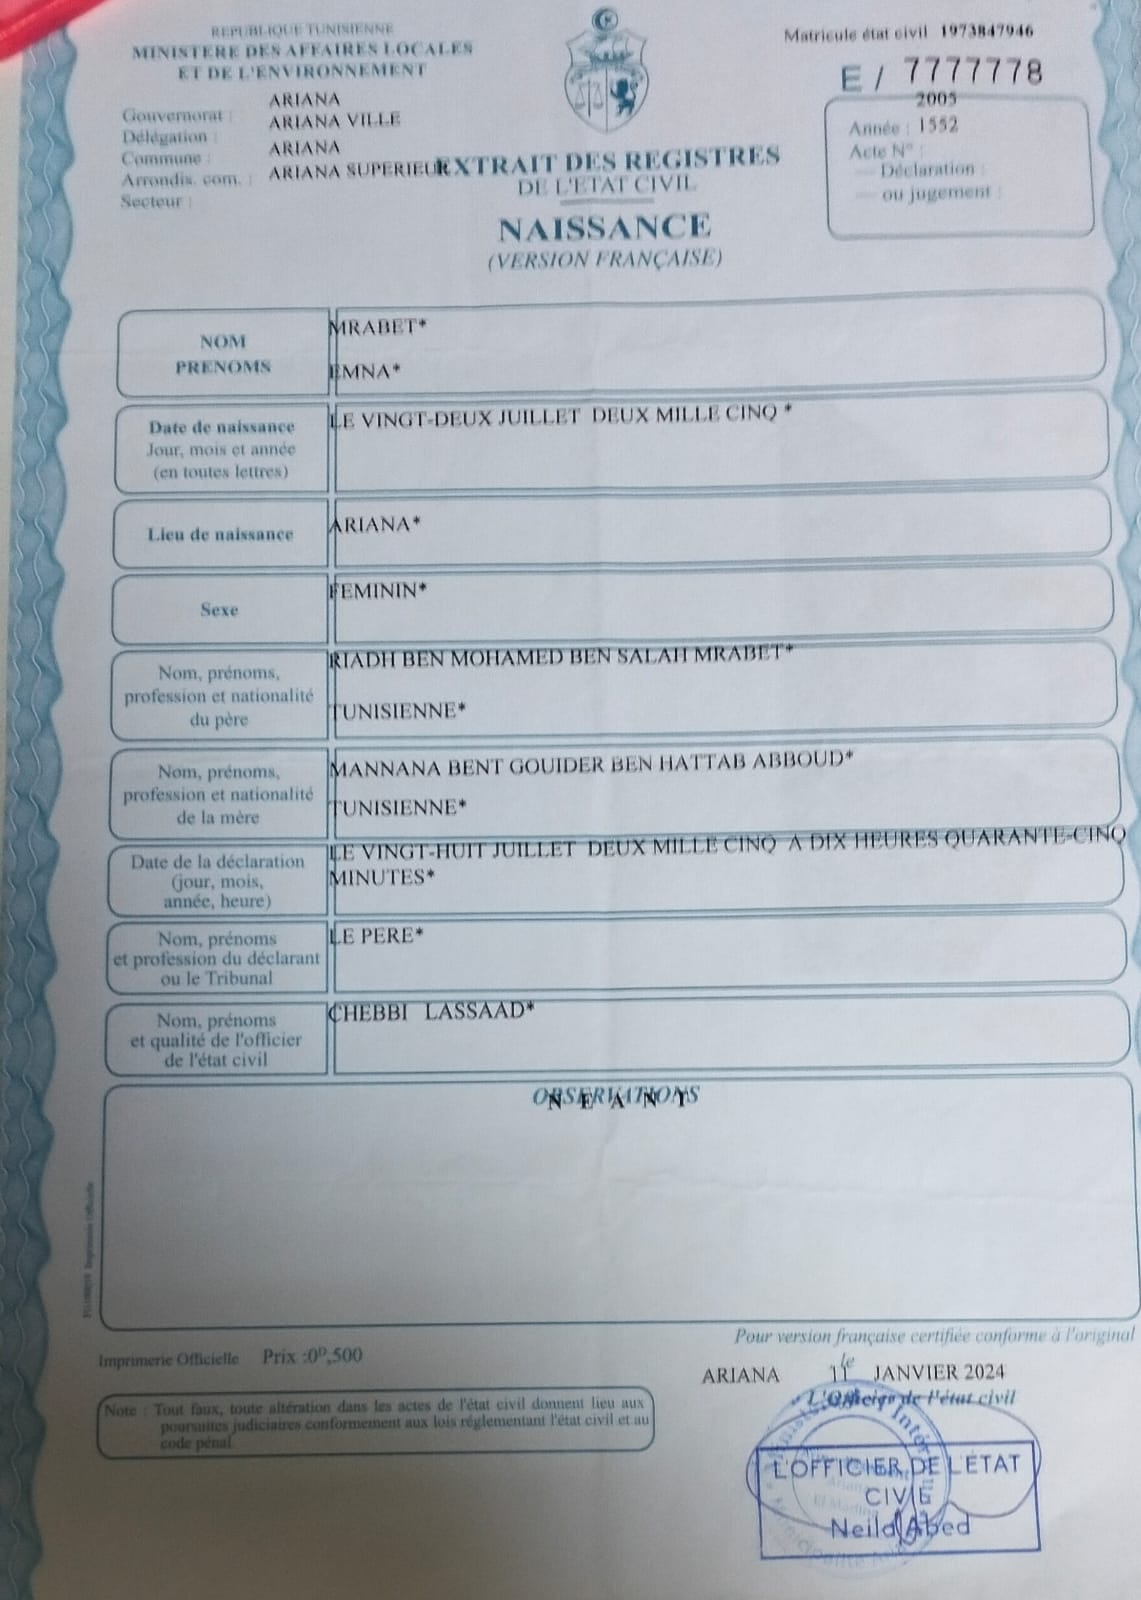 REPUBLIQUE TUNISIENNE
MINISTERE DES AFFAIRES LOCALES
ET DE L'ENVIRONNEMENT
Matricule état civil 1973847946
E / 7777778
Gouvernorat : ARIANA
Délégation : ARIANA VILLE
Commune : ARIANA
Arrondis. com. : ARIANA SUPERIEUR
Secteur :
2005
Année : 1552
Acte N° :
— Déclaration :
— ou jugement :
EXTRAIT DES REGISTRES
DE L'ETAT CIVIL
NAISSANCE
(VERSION FRANÇAISE)
NOM MRABET*
PRENOMS EMNA*
Date de naissance LE VINGT-DEUX JUILLET DEUX MILLE CINQ *
Jour, mois et année
(en toutes lettres)
Lieu de naissance ARIANA*
Sexe FEMININ*
Nom, prénoms, RIADH BEN MOHAMED BEN SALAH MRABET*
profession et nationalité
du père TUNISIENNE*
Nom, prénoms, MANNANA BENT GOUIDER BEN HATTAB ABBOUD*
profession et nationalité
de la mère TUNISIENNE*
Date de la déclaration LE VINGT-HUIT JUILLET DEUX MILLE CINQ A DIX HEURES QUARANTE-CINQ
(jour, mois, MINUTES*
année, heure)
Nom, prénoms LE PERE*
et profession du déclarant
ou le Tribunal
Nom, prénoms CHEBBI LASSAAD*
et qualité de l'officier
de l'état civil
OBSERVATIONS
N E A N T
Imprimerie Officielle
Pour version française certifiée conforme à l'original
Imprimerie Officielle Prix :0ᴰ,500
ARIANA le 11 JANVIER 2024
L'Officier de l'état civil
Note : Tout faux, toute altération dans les actes de l'état civil donnent lieu aux
poursuites judiciaires conformement aux lois réglementant l'état civil et au
code pénal
L'OFFICIER DE L'ÉTAT
CIVIL
Neila Abed